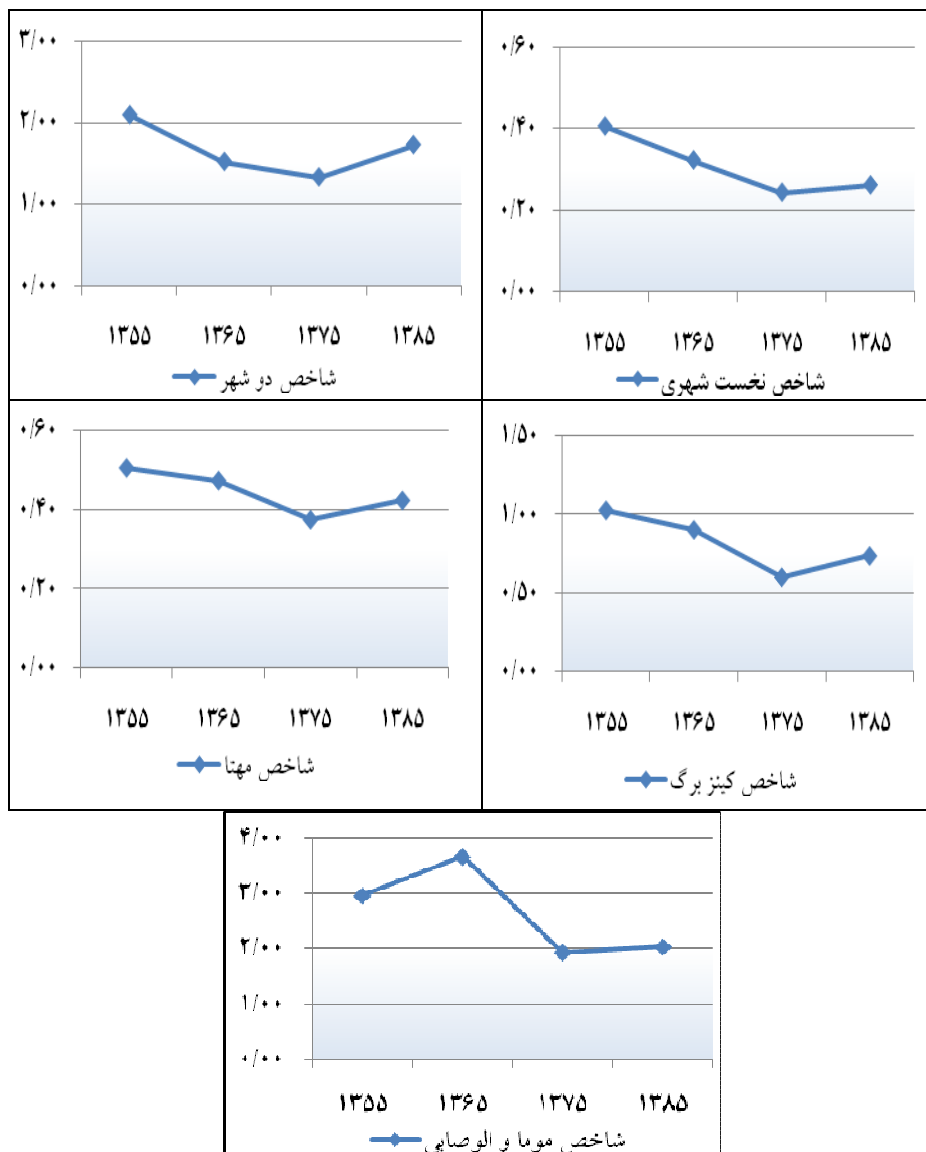 ۳/۰۰
۲/۰۰
۱/۰۰
۰/۰۰
۱۳۵۵ ۱۳۶۵ ۱۳۷۵ ۱۳۸۵
شاخص دو شهر
۰/۶۰
۰/۴۰
۰/۲۰
۰/۰۰
۱۳۵۵ ۱۳۶۵ ۱۳۷۵ ۱۳۸۵
شاخص نخست شهری
۰/۶۰
۰/۴۰
۰/۲۰
۰/۰۰
۱۳۵۵ ۱۳۶۵ ۱۳۷۵ ۱۳۸۵
شاخص مهتا
۱/۵۰
۱/۰۰
۰/۵۰
۰/۰۰
۱۳۵۵ ۱۳۶۵ ۱۳۷۵ ۱۳۸۵
شاخص کینز برگ
۴/۰۰
۳/۰۰
۲/۰۰
۱/۰۰
۰/۰۰
۱۳۵۵ ۱۳۶۵ ۱۳۷۵ ۱۳۸۵
شاخص موما و الوصابی